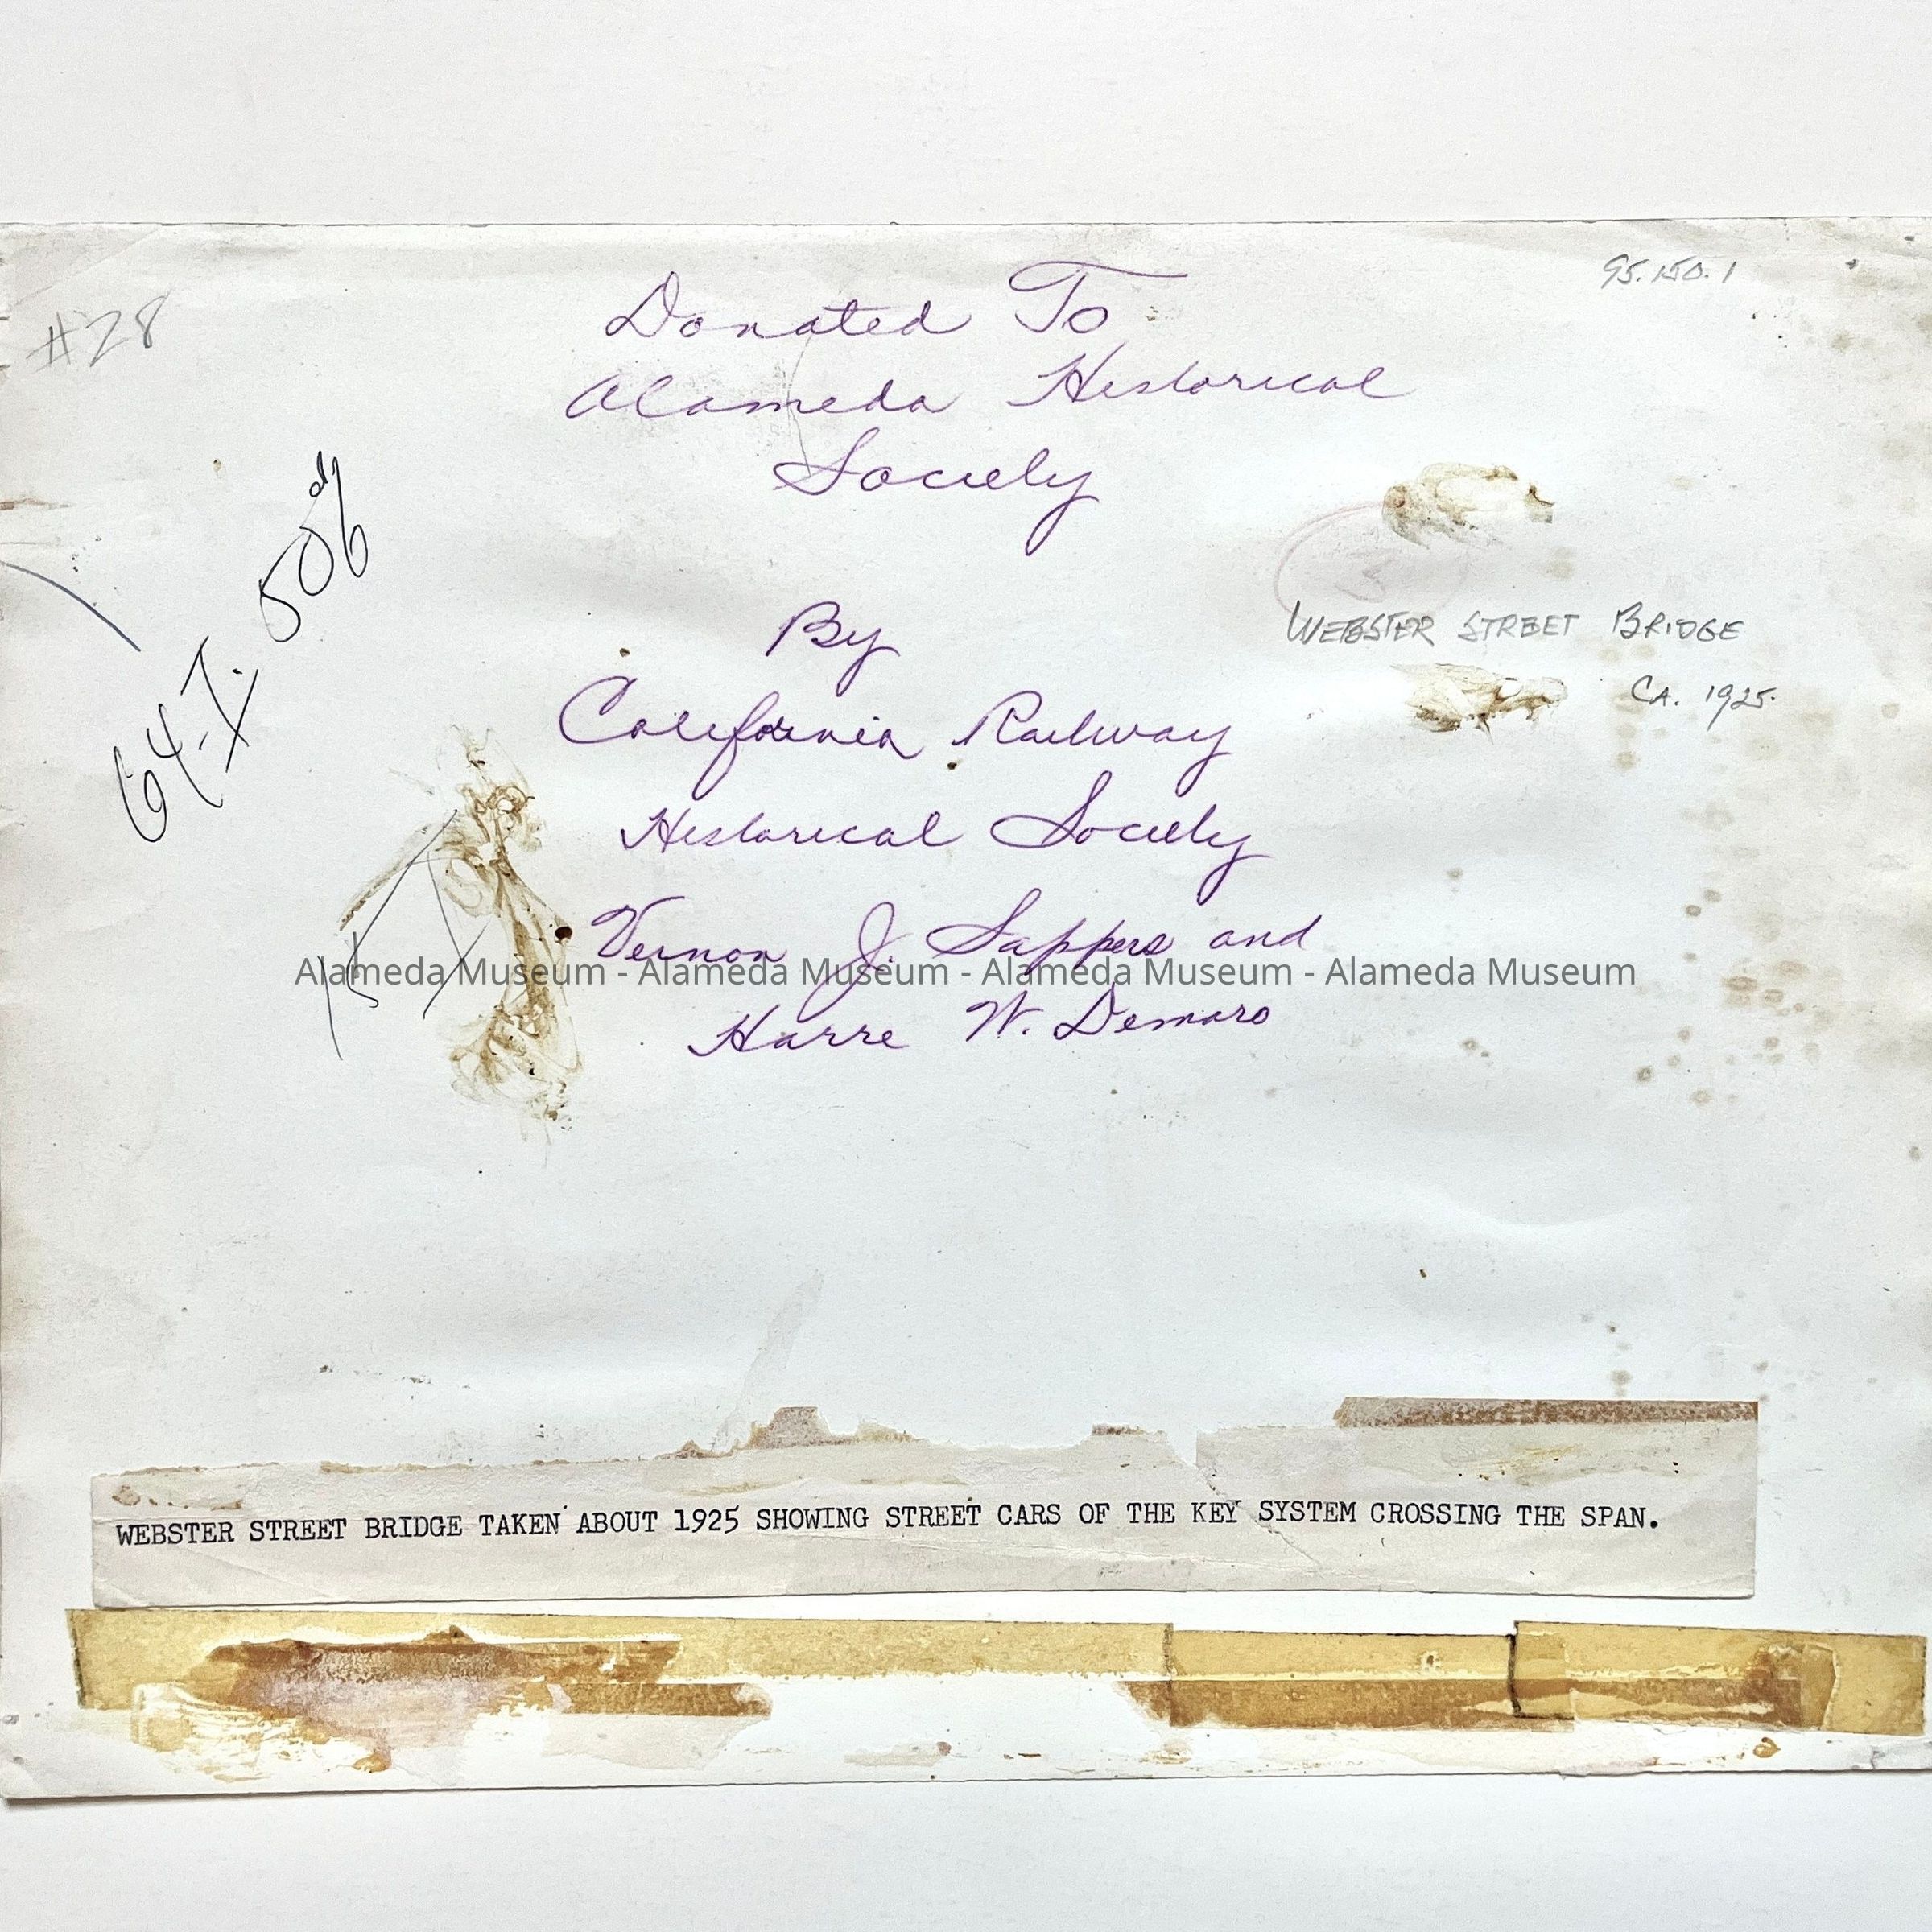 95.150.1
#28
Donated To
Alameda Historical
Society
3
By
WEBSTER STREET BRIDGE
CA. 1925.
California Railway
Historical Society
Vernon J. Sappers and
Alameda Museum - Alameda Museum - Alameda Museum - Alameda Museum
Harre W. Demoro
WEBSTER STREET BRIDGE TAKEN ABOUT 1925 SHOWING STREET CARS OF THE KEY SYSTEM CROSSING THE SPAN.